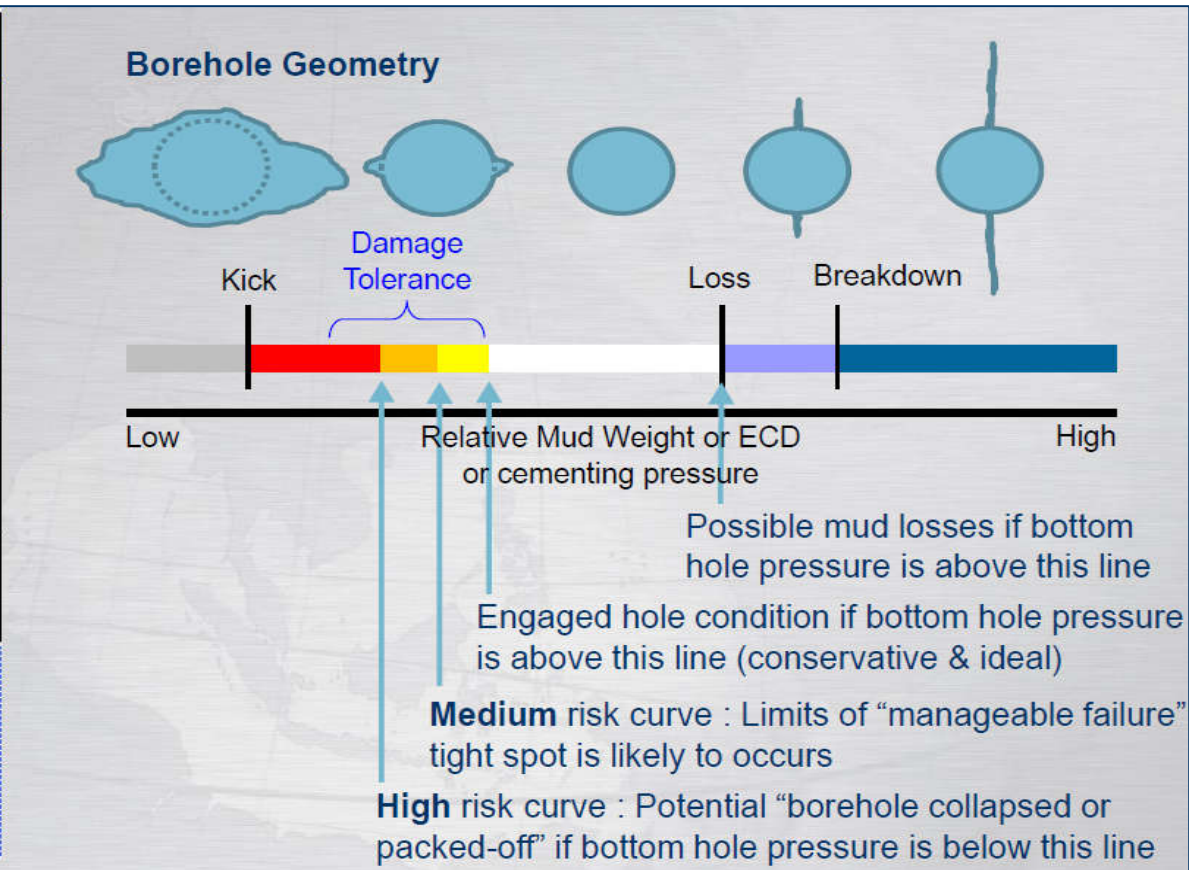 Borehole Geometry
Damage
Tolerance
Kick
Loss
Breakdown
Low
Relative Mud Weight or ECD
or cementing pressure
High
Possible mud losses if bottom
hole pressure is above this line
Engaged hole condition if bottom hole pressure
is above this line (conservative & ideal)
Medium risk curve : Limits of “manageable failure”
tight spot is likely to occurs
High risk curve : Potential “borehole collapsed or
packed-off” if bottom hole pressure is below this line